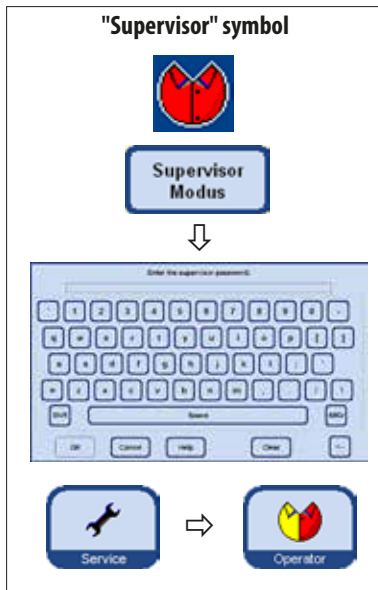 "Supervisor" symbol
Supervisor
Modus
Enter the supervisor password:
` 1 2 3 4 5 6 7 8 9 0 -
q w e r t y u i o p [ ]
a s d f g h j k l ; '
z x c v b n m , . / \
Shift Space
OK Cancel Help Clear <--
Service
Operator